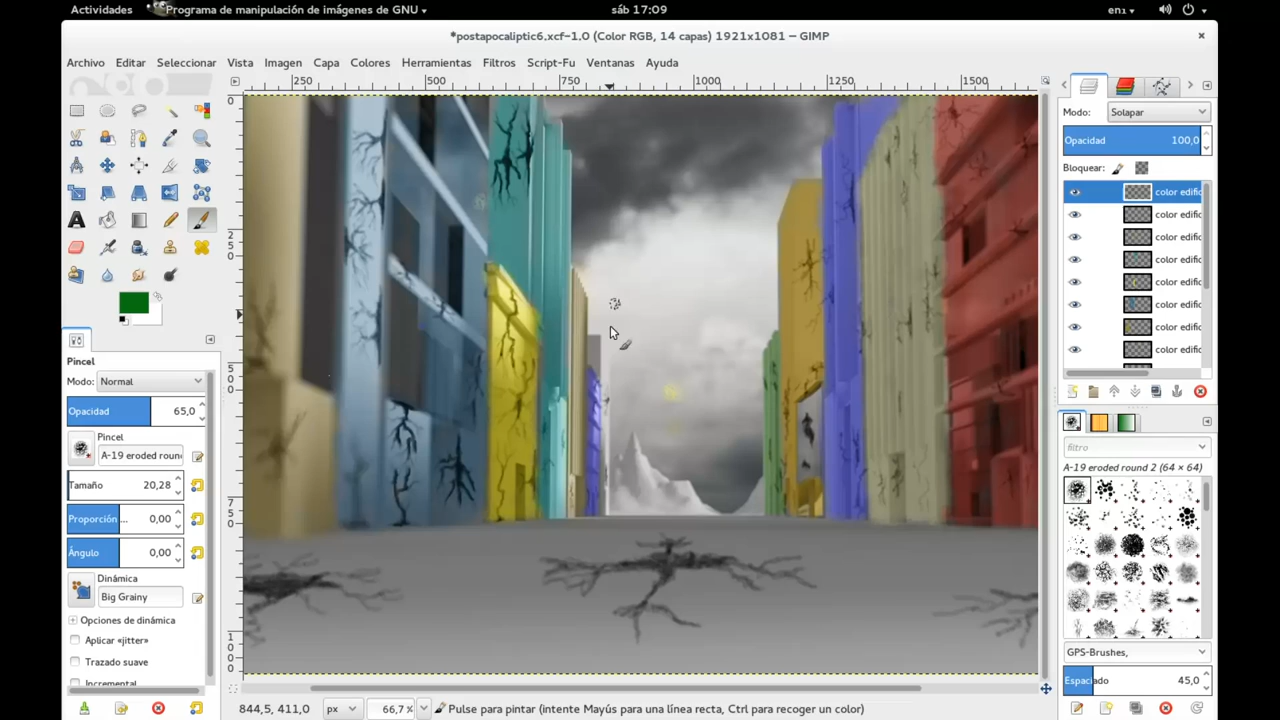 Actividades Programa de manipulación de imágenes de GNU sáb 17:09 en₁
*postapocaliptic6.xcf-1.0 (Color RGB, 14 capas) 1921x1081 – GIMP
Archivo Editar Seleccionar Vista Imagen Capa Colores Herramientas Filtros Script-Fu Ventanas Ayuda
250 500 750 1000 1250 1500
0
250
500
750
1000
Pincel
Modo: Normal
Opacidad 65,0
Pincel
A-19 eroded round
Tamaño 20,28
Proporción... 0,00
Ángulo 0,00
Dinámica
Big Grainy
Opciones de dinámica
Aplicar «jitter»
Trazado suave
Incremental
Modo: Solapar
Opacidad 100,0
Bloquear:
color edific
color edific
color edific
color edific
color edific
color edific
color edific
color edific
filtro
A-19 eroded round 2 (64 × 64)
GPS-Brushes,
Espaciado 45,0
844,5, 411,0 px 66,7 % Pulse para pintar (intente Mayús para una línea recta, Ctrl para recoger un color)